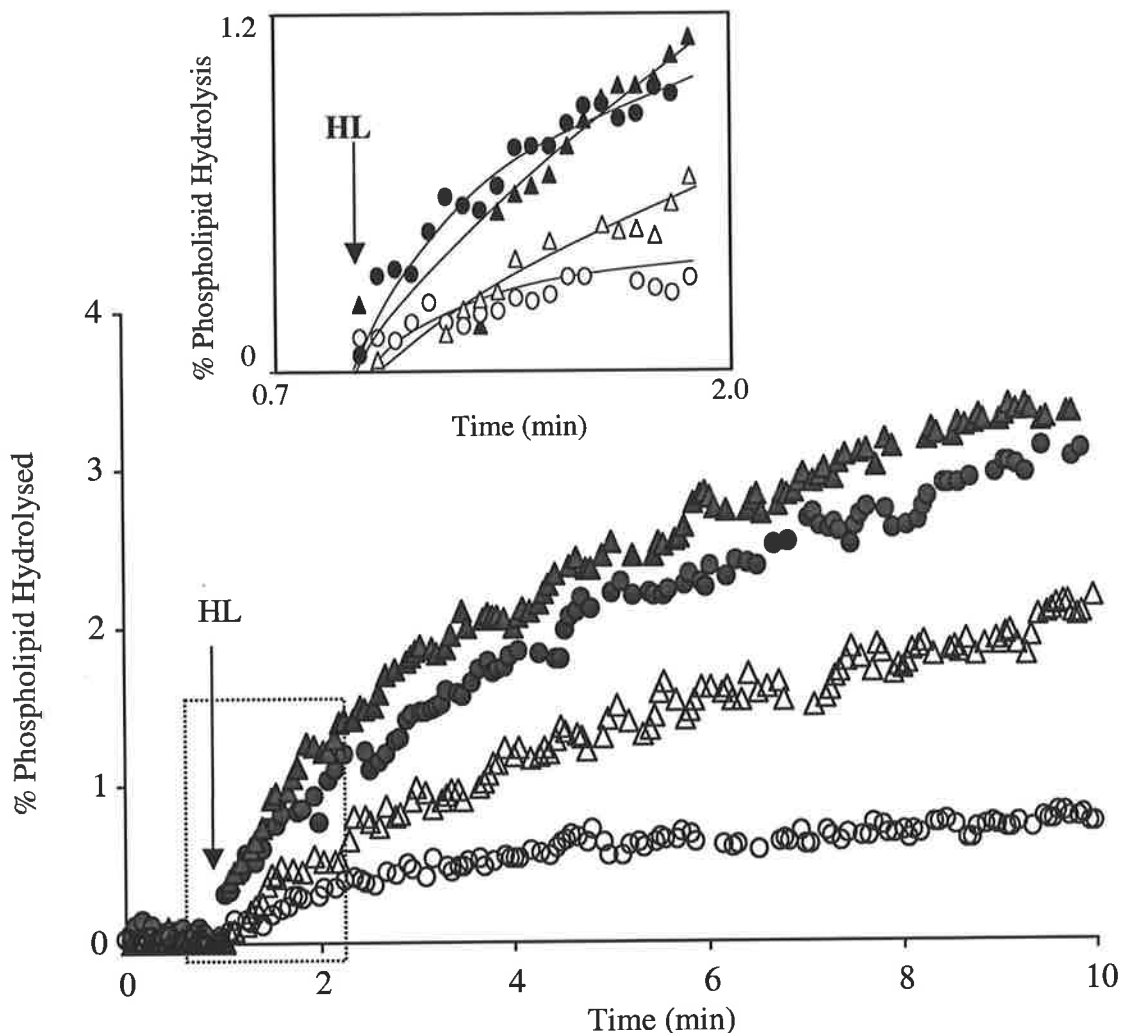 1.2
% Phospholipid Hydrolysis
HL
0
0.7
2.0
Time (min)
4
3
% Phospholipid Hydrolysed
HL
2
1
0
0
2
4
6
8
10
Time (min)